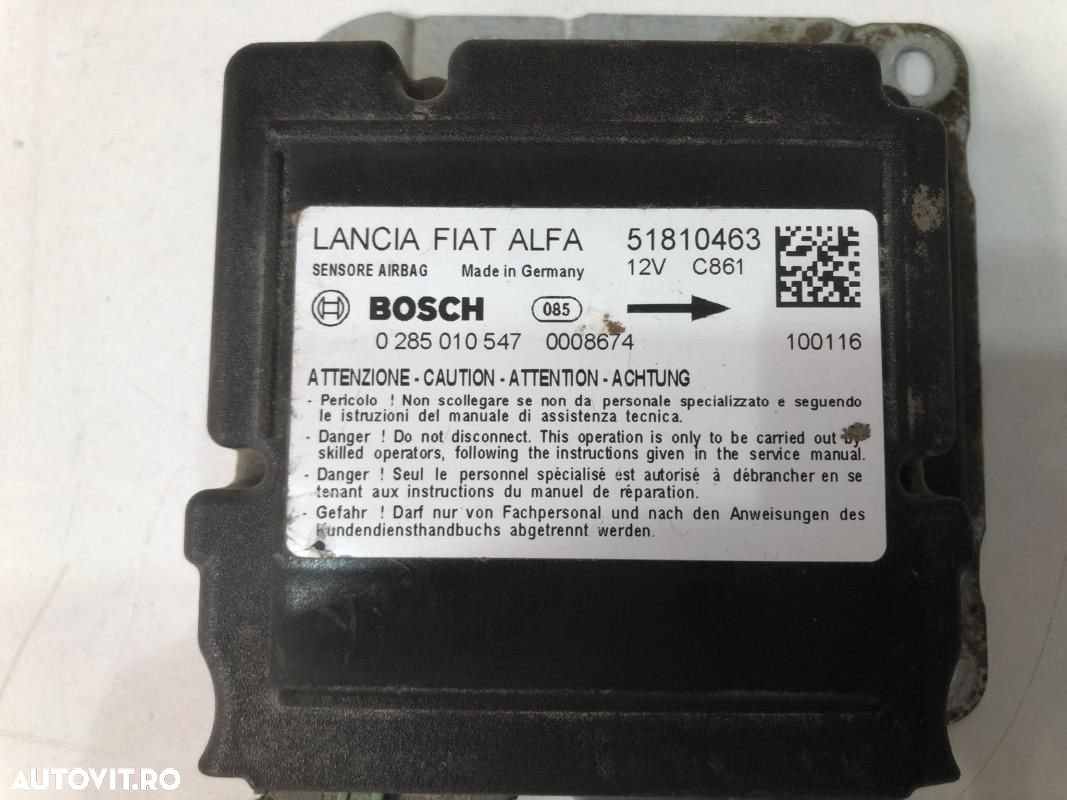 LANCIA FIAT ALFA 51810463
SENSORE AIRBAG Made in Germany 12V C861
BOSCH 085
0 285 010 547 0008674 100116
ATTENZIONE - CAUTION - ATTENTION - ACHTUNG
- Pericolo ! Non scollegare se non da personale specializzato e seguendo
le istruzioni del manuale di assistenza tecnica.
- Danger ! Do not disconnect. This operation is only to be carried out by
skilled operators, following the instructions given in the service manual.
- Danger ! Seul le personnel spécialisé est autorisé à débrancher en se
tenant aux instructions du manuel de réparation.
- Gefahr ! Darf nur von Fachpersonal und nach den Anweisungen des
Kundendiensthandbuchs abgetrennt werden.
AUTOVIT.RO